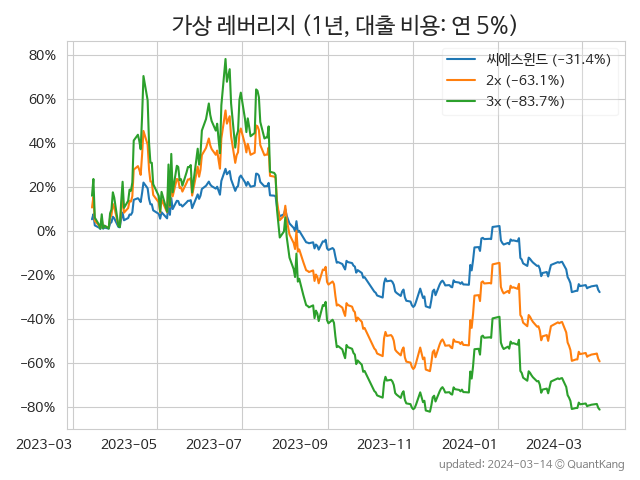 가상 레버리지 (1년, 대출 비용: 연 5%)
80%
60%
40%
20%
0%
−20%
−40%
−60%
−80%
씨에스윈드 (−31.4%)
2x (−63.1%)
3x (−83.7%)
2023-03 2023-05 2023-07 2023-09 2023-11 2024-01 2024-03
updated: 2024-03-14 © QuantKang